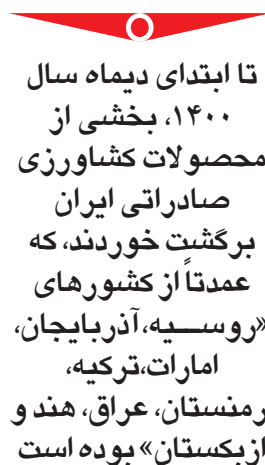 تا ابتدای دیماه سال
۱۴۰۰، بخشی از
محصولات کشاورزی
صادراتی ایران
برگشت خوردند، که
عمدتاً از کشورهای
«روسیه،آذربایجان،
امارات،ترکیه،
رمنستان، عراق، هند و
ازبکستان» بوده است